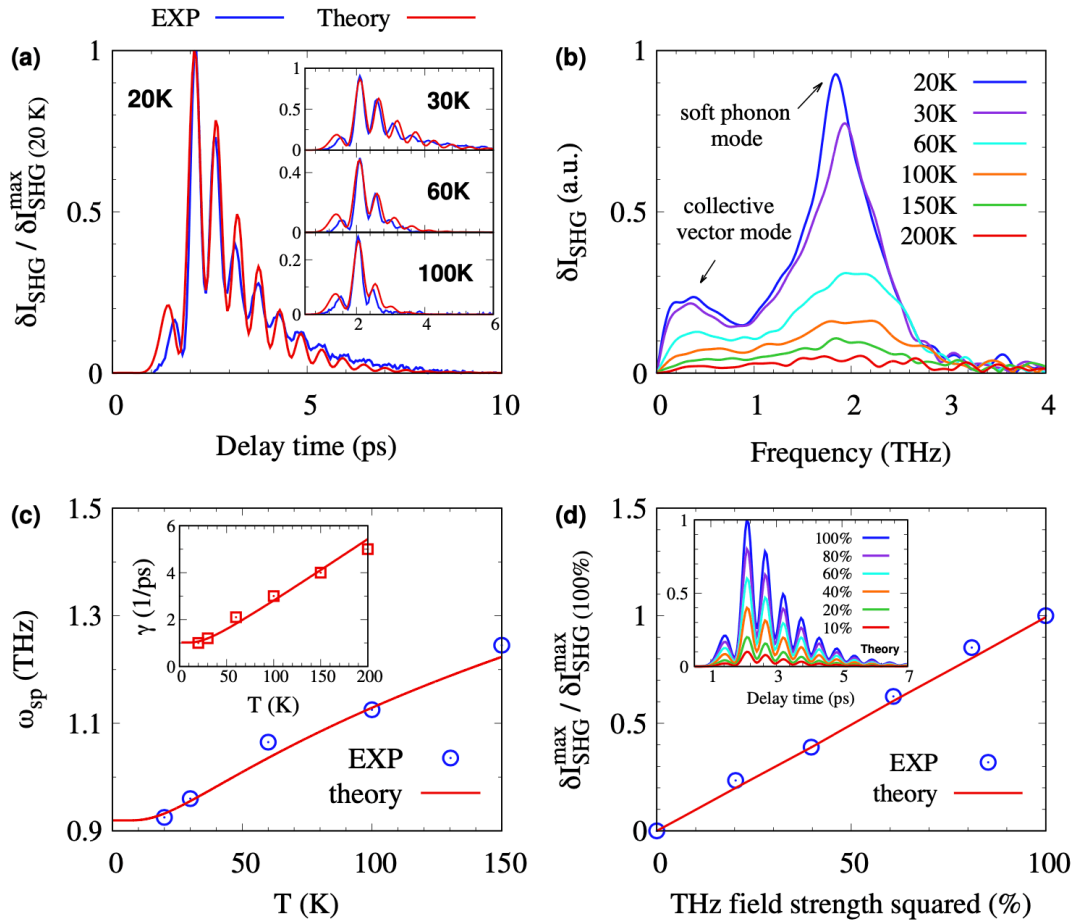 EXP Theory
(a)
20K
30K
60K
100K
δI_SHG / δI_SHG^max (20 K)
1
0.5
0
0 5 10
Delay time (ps)
1
0.5
0
0.4
0
0.2
0
2 4 6
(b)
soft phonon
mode
collective
vector mode
20K
30K
60K
100K
150K
200K
δI_SHG (a.u.)
1
0.5
0
0 1 2 3 4
Frequency (THz)
(c)
ω_sp (THz)
1.5
1.3
1.1
0.9
0 50 100 150
T (K)
EXP
theory
γ (1/ps)
6
4
2
0
0 50 100 150 200
T (K)
(d)
δI_SHG^max / δI_SHG^max (100%)
1.5
1
0.5
0
0 50 100
THz field strength squared (%)
EXP
theory
1
0.5
0
1 3 5 7
Delay time (ps)
100%
80%
60%
40%
20%
10%
Theory